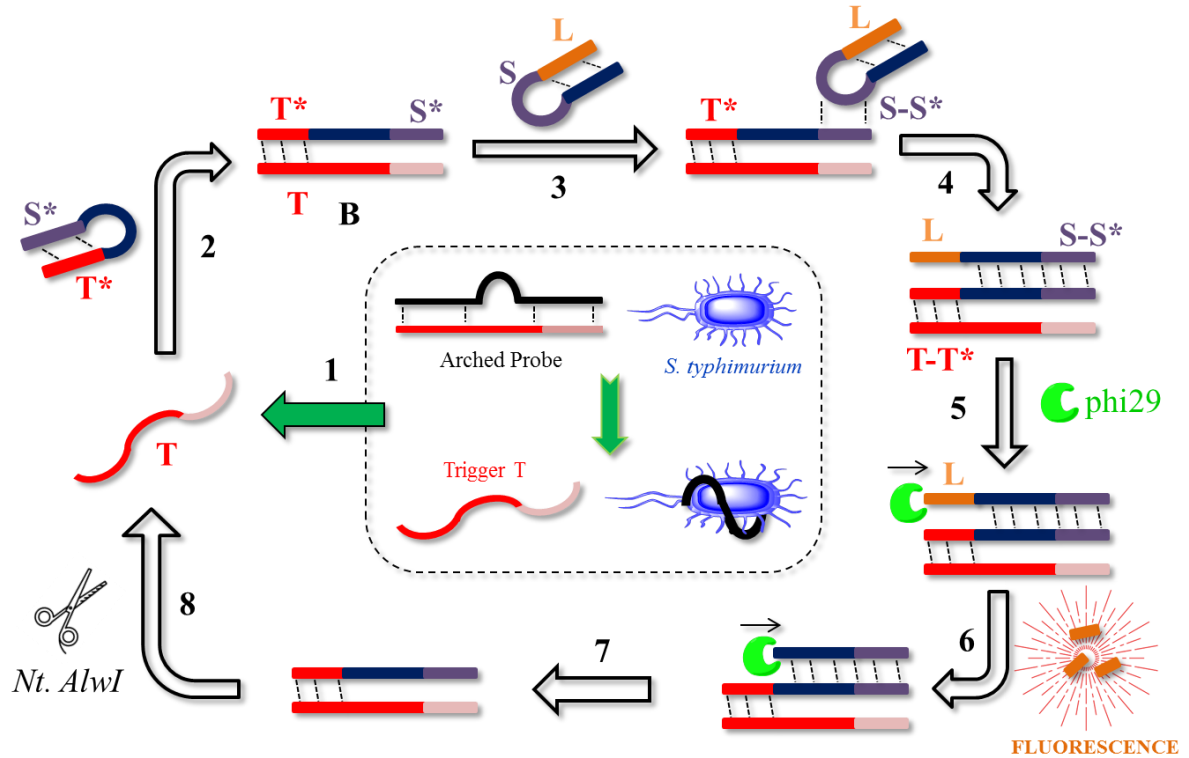 L
S
T*
S*
T*
S-S*
3
T
B
4
S*
T*
2
L
S-S*
T-T*
1
Arched Probe
S. typhimurium
5
phi29
T
Trigger T
L
8
Nt. AlwI
7
6
FLUORESCENCE
L